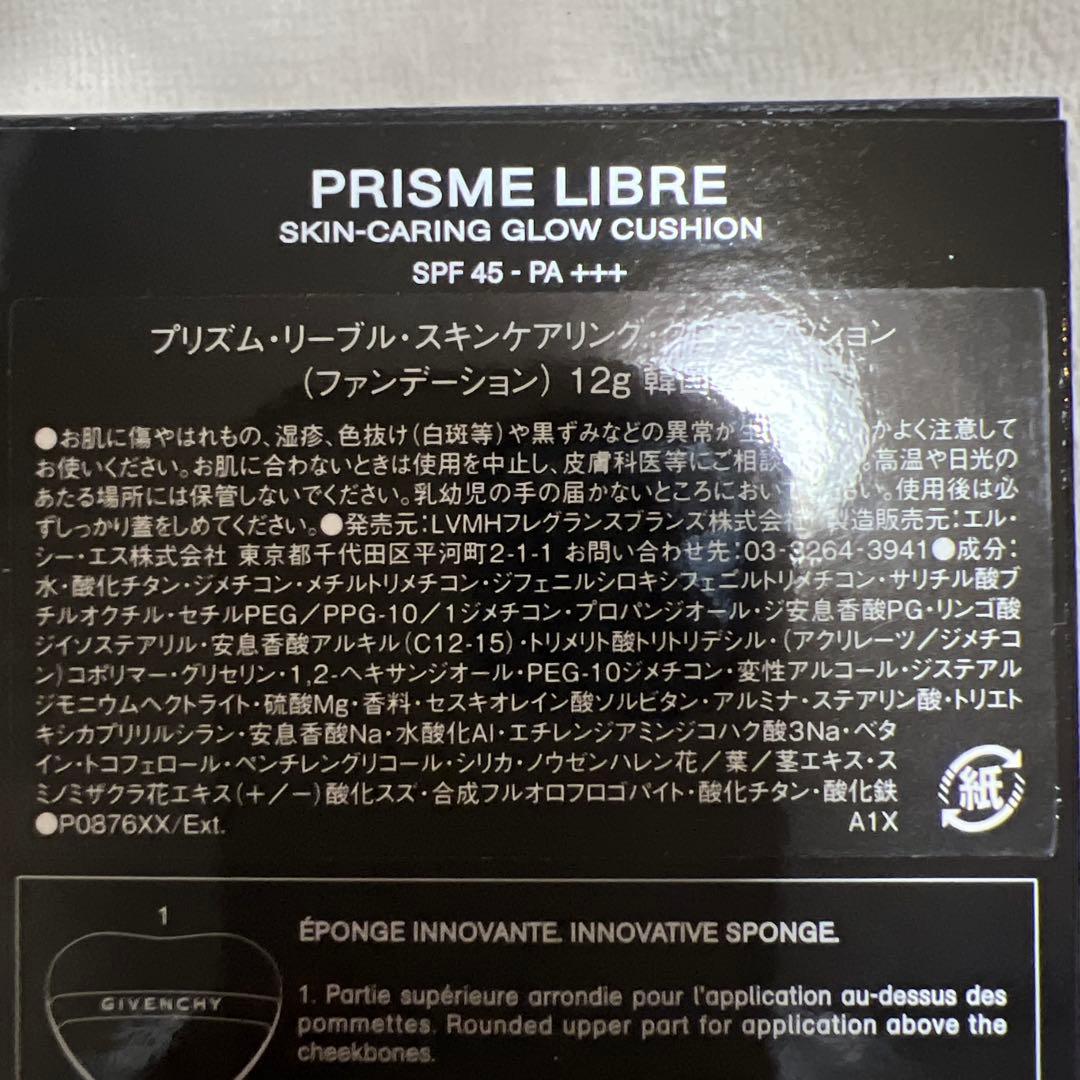 PRISME LIBRE
SKIN-CARING GLOW CUSHION
SPF 45 - PA +++
プリズム・リーブル・スキンケアリング・
(ファンデーション) 12g
●お肌に傷やはれもの、湿疹、色抜け(白斑等)や黒ずみなどの異常が かよく注意して
お使いください。お肌に合わないときは使用を中止し、皮膚科医等にご相談 。高温や日光の
あたる場所には保管しないでください。乳幼児の手の届かないところにおい 。使用後は必
ずしっかり蓋をしめてください。●発売元:LVMHフレグランスブランズ株式会社 製造販売元:エル・
シー・エス株式会社 東京都千代田区平河町2-1-1 お問い合わせ先:03-3264-3941●成分:
水・酸化チタン・ジメチコン・メチルトリメチコン・ジフェニルシロキシフェニルトリメチコン・サリチル酸ブ
チルオクチル・セチルPEG/PPG-10/1ジメチコン・プロパンジオール・ジ安息香酸PG・リンゴ酸
ジイソステアリル・安息香酸アルキル(C12-15)・トリメリト酸トリトリデシル・(アクリレーツ/ジメチコ
ン)コポリマー・グリセリン・1,2-ヘキサンジオール・PEG-10ジメチコン・変性アルコール・ジステアル
ジモニウムヘクトライト・硫酸Mg・香料・セスキオレイン酸ソルビタン・アルミナ・ステアリン酸・トリエト
キシカプリリルシラン・安息香酸Na・水酸化Al・エチレンジアミンジコハク酸3Na・ベタ
イン・トコフェロール・ペンチレングリコール・シリカ・ノウゼンハレン花/葉/茎エキス・ス
ミノミザクラ花エキス(+/-)酸化スズ・合成フルオロフロゴパイト・酸化チタン・酸化鉄
●P0876XX/Ext. A1X
紙
1
GIVENCHY
ÉPONGE INNOVANTE. INNOVATIVE SPONGE.
1. Partie supérieure arrondie pour l'application au-dessus des
pommettes. Rounded upper part for application above the
cheekbones.